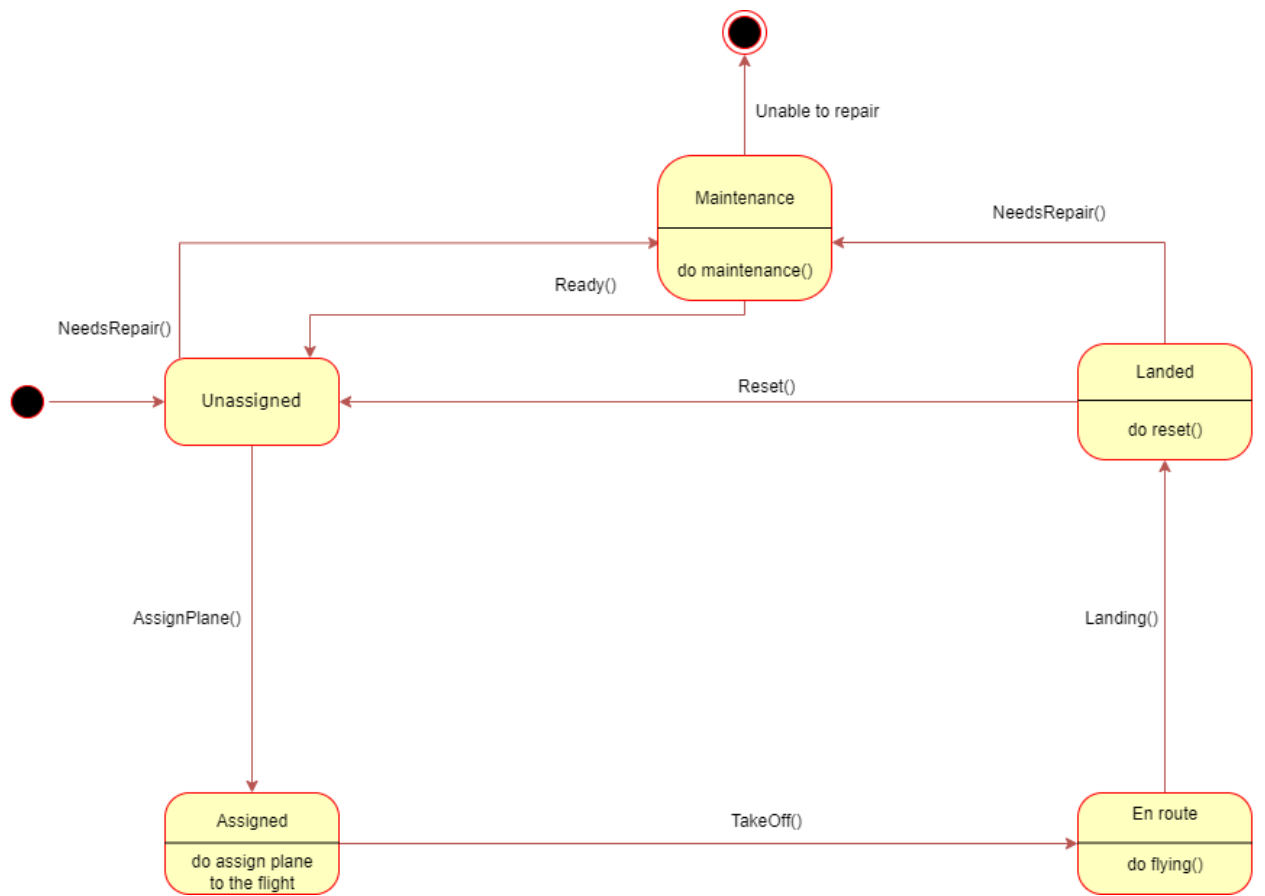 Unable to repair
Maintenance
do maintenance()
NeedsRepair()
Ready()
NeedsRepair()
Unassigned
Reset()
Landed
do reset()
AssignPlane()
Landing()
Assigned
do assign plane
to the flight
TakeOff()
En route
do flying()